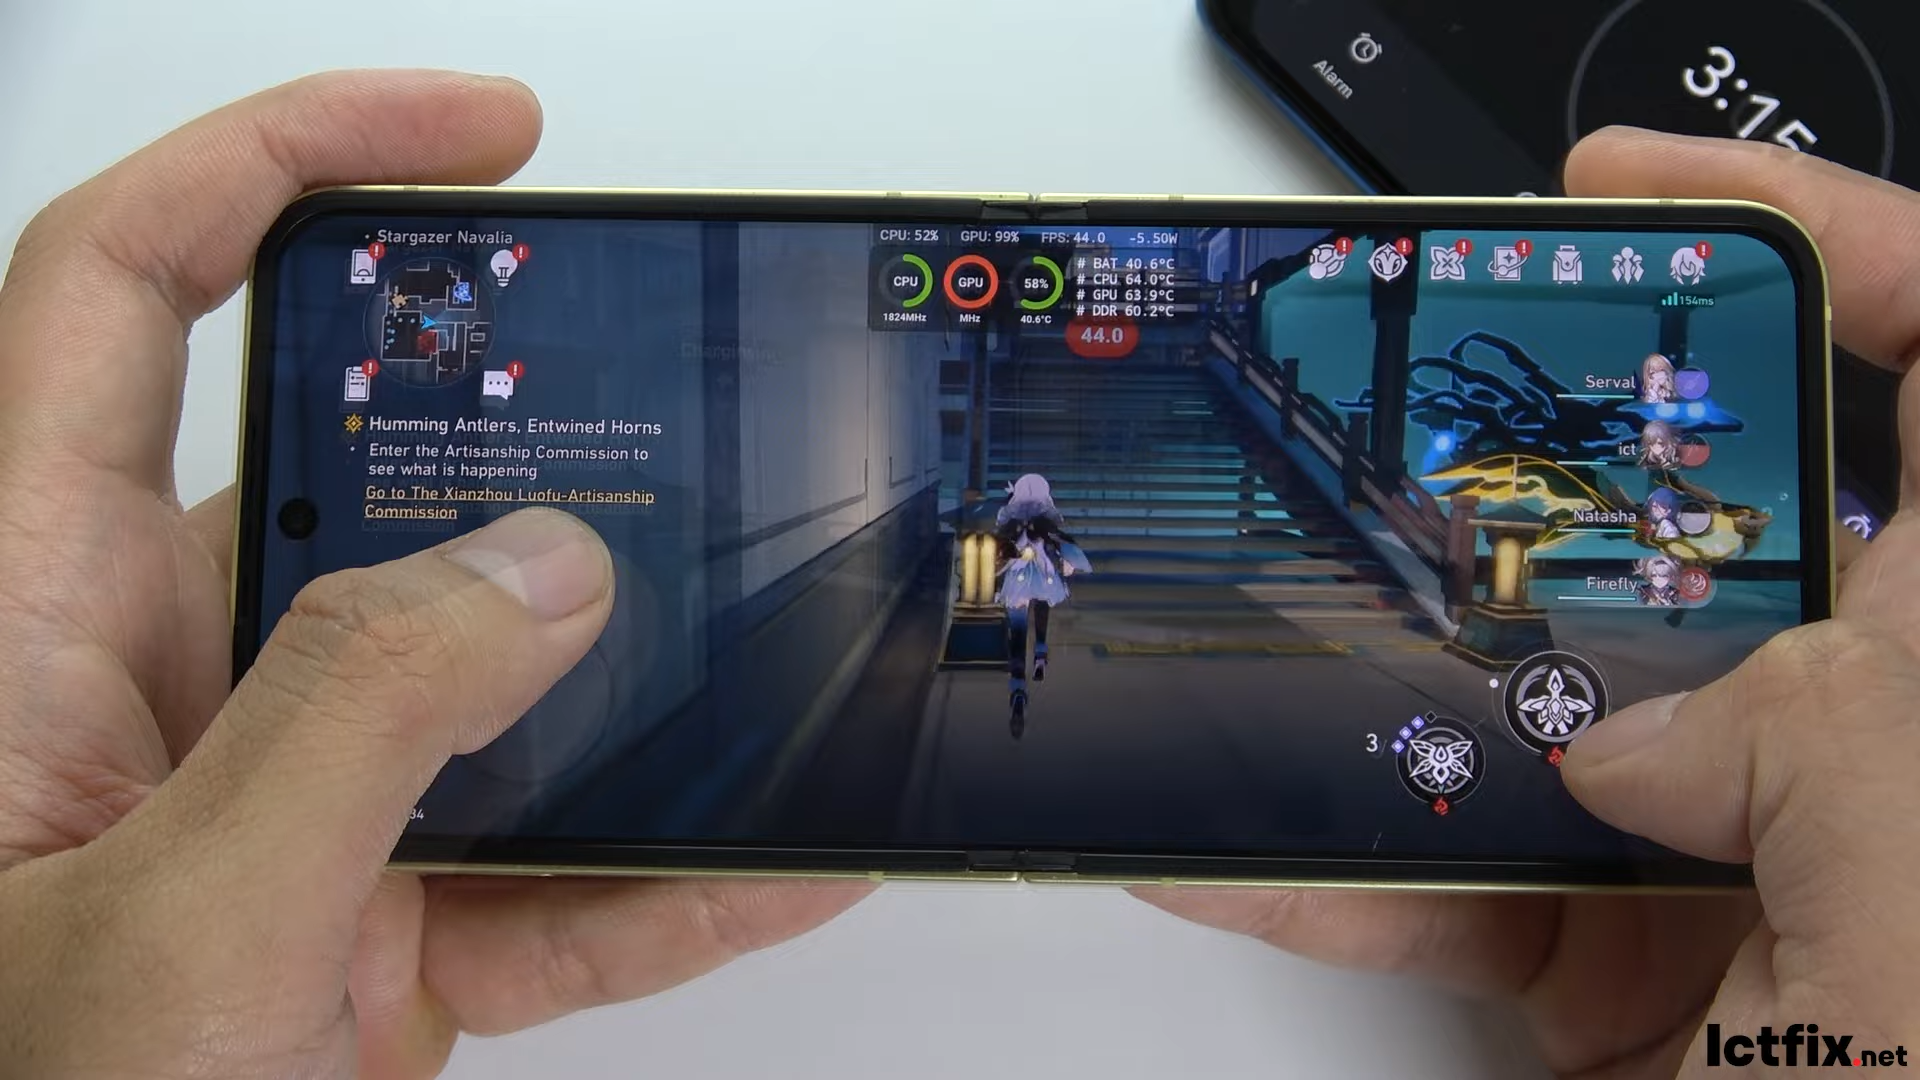 Alarm
3:15
• Stargazer Navalia
CPU: 52% GPU: 99% FPS: 44.0 -5.50W
CPU
1824MHz
GPU
MHz
58%
40.6°C
# BAT 40.6°C
# CPU 64.0°C
# GPU 63.9°C
# DDR 60.2°C
44.0
154ms
Humming Antlers, Entwined Horns
• Enter the Artisanship Commission to
see what is happening
Go to The Xianzhou Luofu-Artisanship
Commission
Serval
ict
Natasha
Firefly
3
34
Ictfix.net